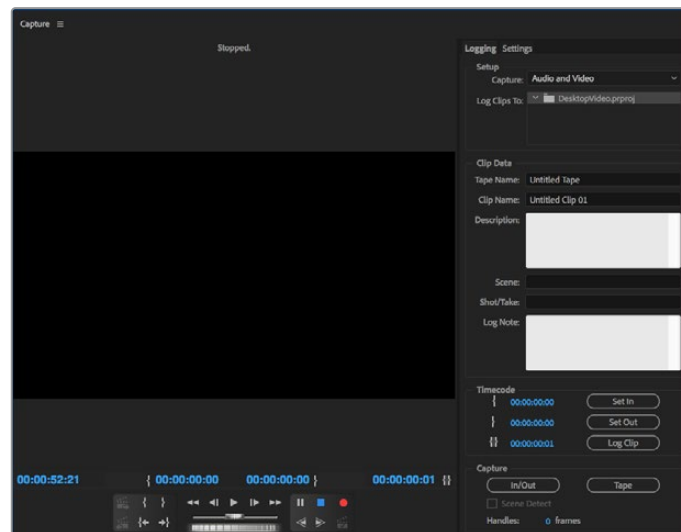 Capture
Stopped.
Logging Settings
Setup
Capture: Audio and Video
Log Clips To: DesktopVideo.prproj
Clip Data
Tape Name: Untitled Tape
Clip Name: Untitled Clip 01
Description:
Scene:
Shot/Take:
Log Note:
Timecode
{ 00:00:00:00 Set In
} 00:00:00:00 Set Out
{} 00:00:00:01 Log Clip
00:00:52:21 { 00:00:00:00 00:00:00:00 } 00:00:00:01 {}
Capture
In/Out Tape
Scene Detect
Handles: 0 frames